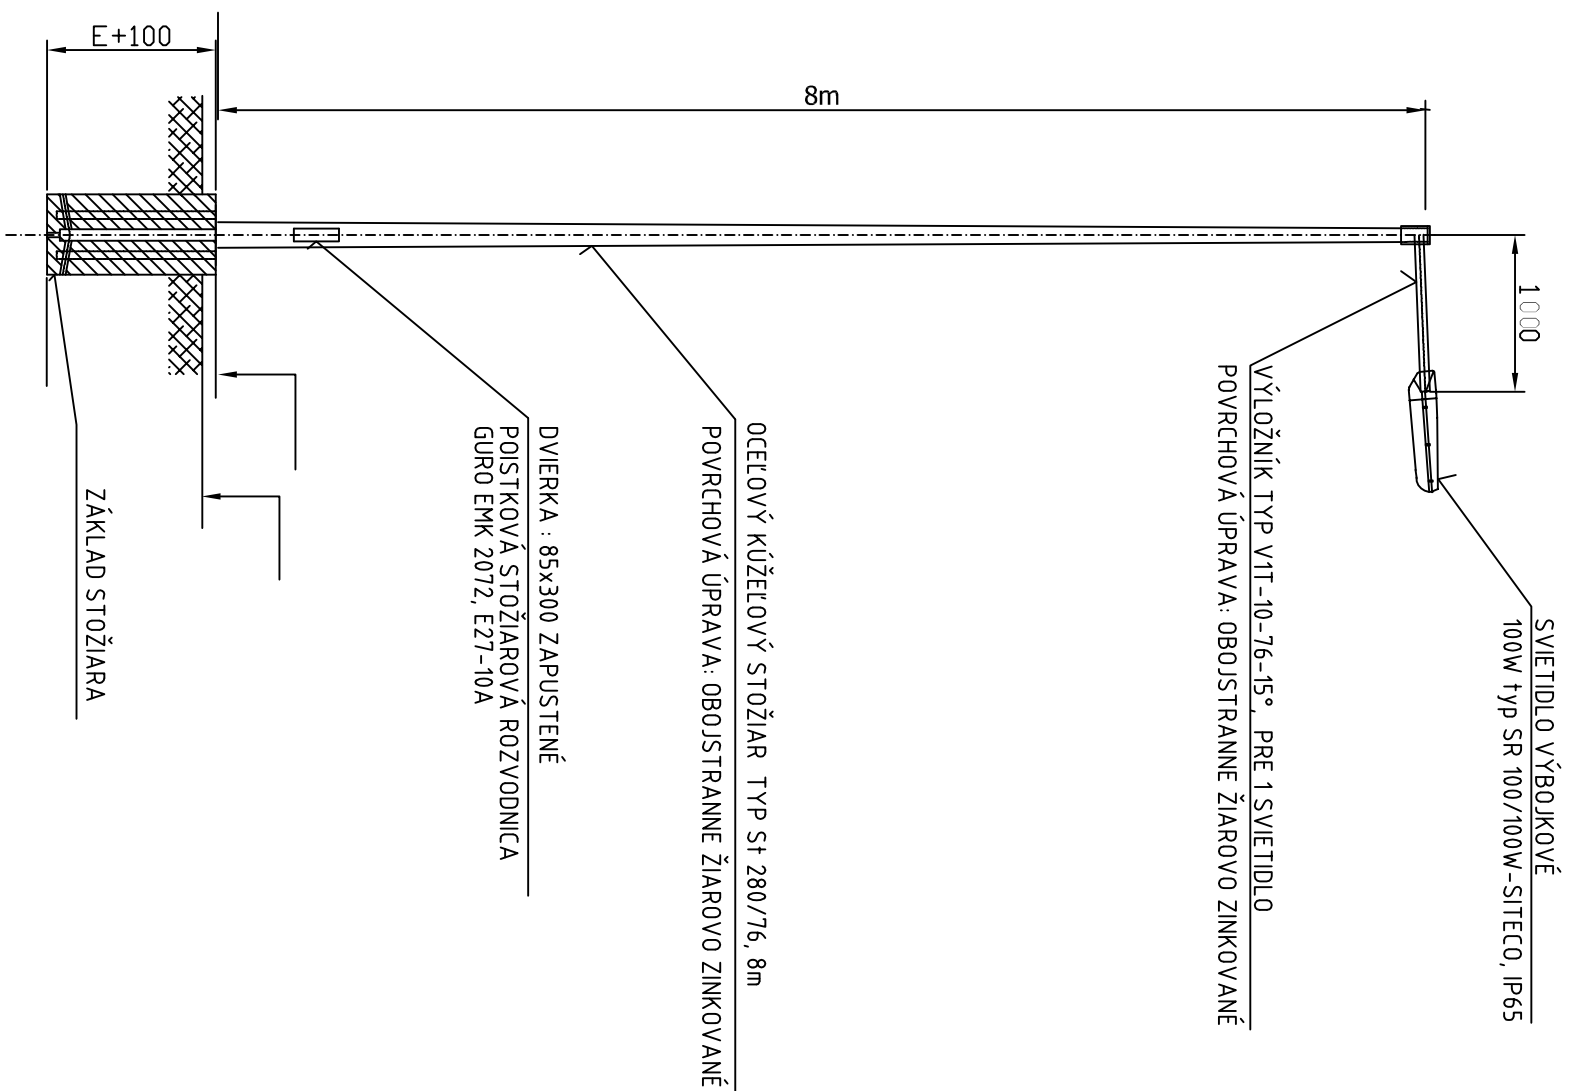 SVIETIDLO VÝBOJKOVÉ
100W typ SR 100/100W-SITECO, IP65
1000
VÝLOŽNÍK TYP V1T-10-76-15°, PRE 1 SVIETIDLO
POVRCHOVÁ ÚPRAVA: OBOJSTRANNE ŽIAROVO ZINKOVANÉ
8m
OCEĽOVÝ KÚŽEĽOVÝ STOŽIAR TYP St 280/76, 8m
POVRCHOVÁ ÚPRAVA: OBOJSTRANNE ŽIAROVO ZINKOVANÉ
DVIERKA : 85x300 ZAPUSTENÉ
POISTKOVÁ STOŽIAROVÁ ROZVODNICA
GURO EMK 2072, E27-10A
E+100
ZÁKLAD STOŽIARA